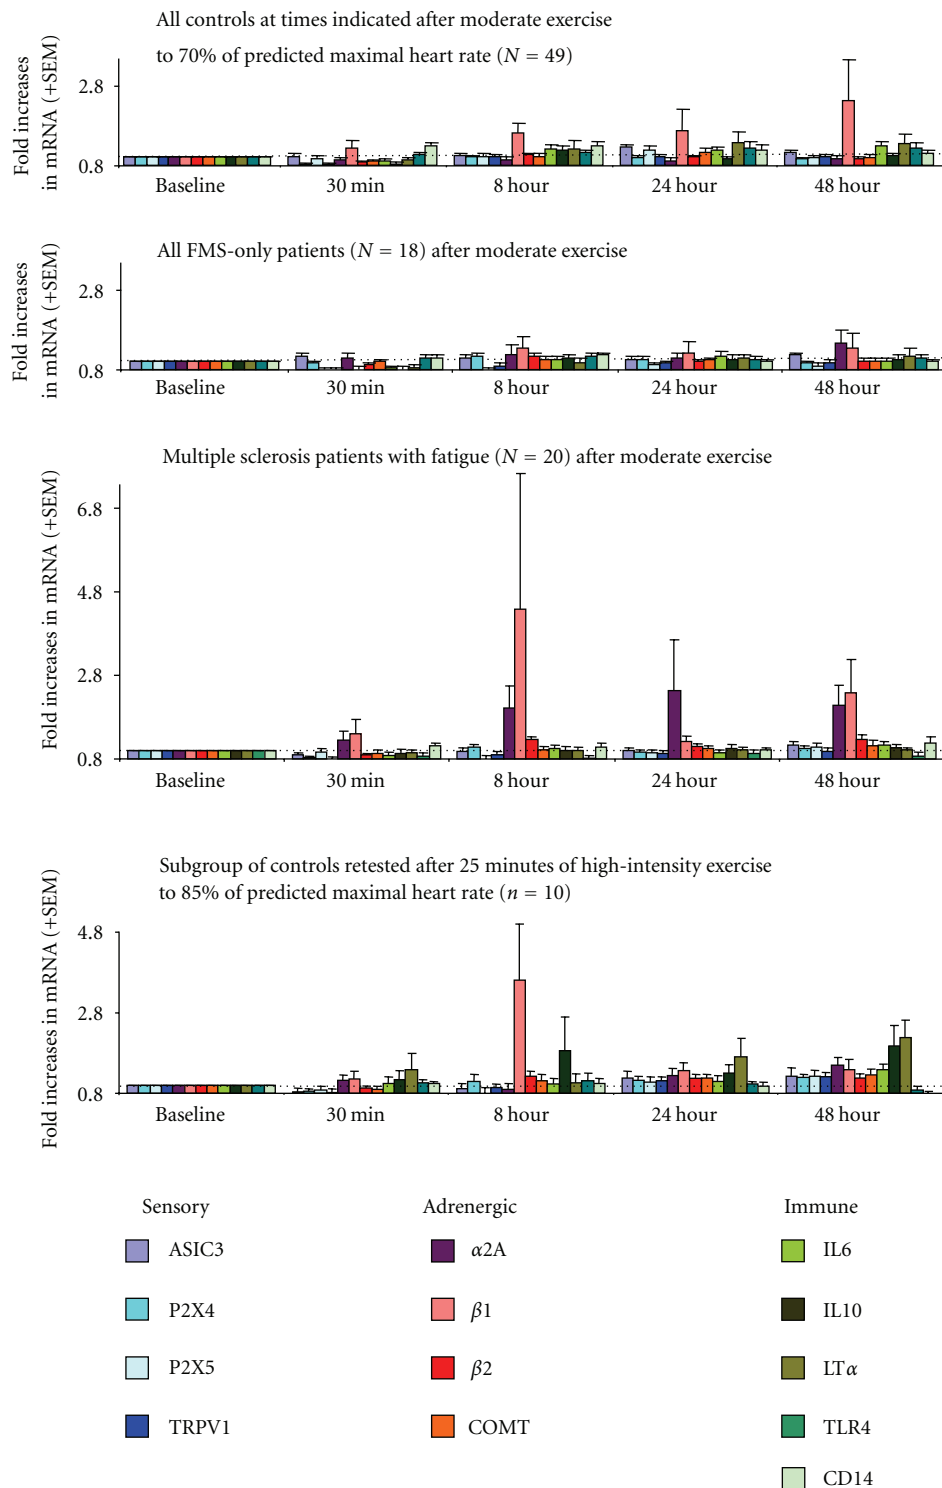 All controls at times indicated after moderate exercise
to 70% of predicted maximal heart rate (N = 49)
Fold increases
in mRNA (+SEM)
2.8
0.8
Baseline 30 min 8 hour 24 hour 48 hour
All FMS-only patients (N = 18) after moderate exercise
Fold increases
in mRNA (+SEM)
2.8
0.8
Baseline 30 min 8 hour 24 hour 48 hour
Multiple sclerosis patients with fatigue (N = 20) after moderate exercise
Fold increases in mRNA (+SEM)
6.8
4.8
2.8
0.8
Baseline 30 min 8 hour 24 hour 48 hour
Subgroup of controls retested after 25 minutes of high-intensity exercise
to 85% of predicted maximal heart rate (n = 10)
Fold increases in mRNA (+SEM)
4.8
2.8
0.8
Baseline 30 min 8 hour 24 hour 48 hour
Sensory Adrenergic Immune
ASIC3 α2A IL6
P2X4 β1 IL10
P2X5 β2 LTα
TRPV1 COMT TLR4
CD14